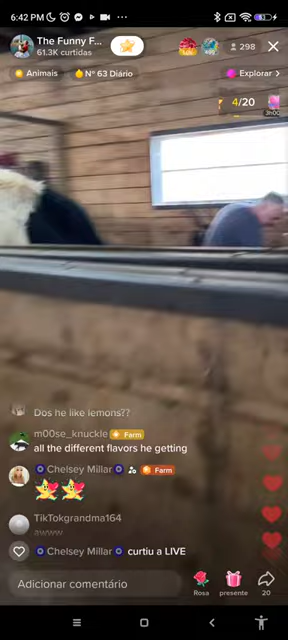 6:42 PM
The Funny F...
61.3K curtidas
298
Animais
Nº 63 Diário
Explorar >
4/20
3h00
Dos he like lemons??
m00se_knuckle Farm
all the different flavors he getting
Chelsey Millar Farm
TikTokgrandma164
awww
Chelsey Millar curtiu a LIVE
Adicionar comentário
Rosa
presente
20